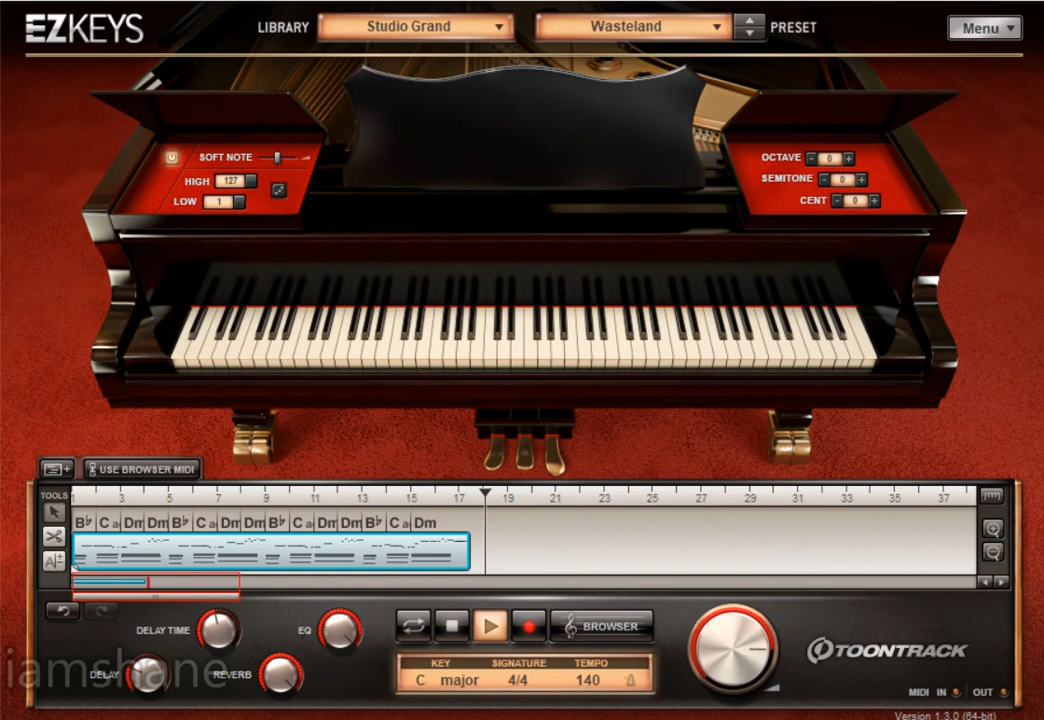 EZKEYS LIBRARY Studio Grand Wasteland PRESET Menu
SOFT NOTE
HIGH 127
LOW 1
OCTAVE - 0 +
SEMITONE - 0 +
CENT - 0 +
USE BROWSER MIDI
TOOLS
1 3 5 7 9 11 13 15 17 19 21 23 25 27 29 31 33 35 37
B♭ C Dm Dm B♭ C Dm Dm B♭ C Dm Dm B♭ C Dm
DELAY TIME EQ BROWSER
DELAY REVERB
KEY SIGNATURE TEMPO
C major 4/4 140
TOONTRACK
MIDI IN OUT
Version 1.3.0 (64-bit)
iamshane